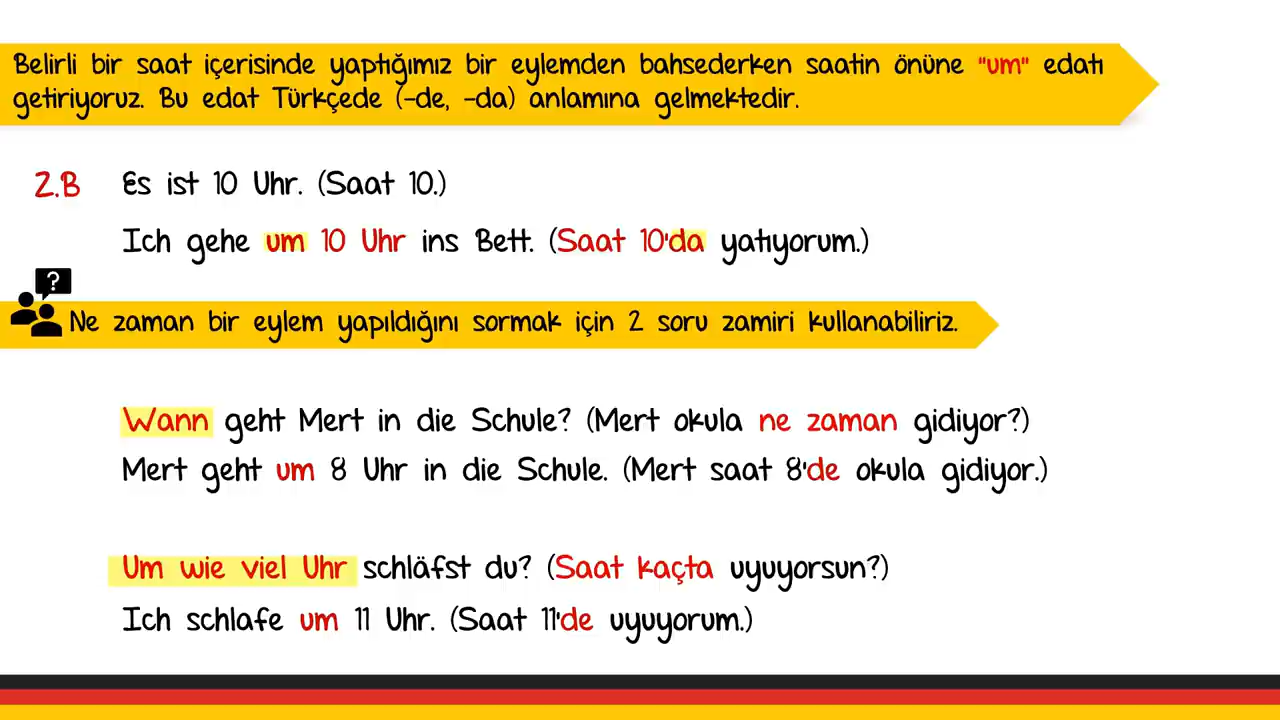 Belirli bir saat içerisinde yaptığımız bir eylemden bahsederken saatin önüne "um" edatı
getiriyoruz. Bu edat Türkçede (-de, -da) anlamına gelmektedir.
Z.B Es ist 10 Uhr. (Saat 10.)
Ich gehe um 10 Uhr ins Bett. (Saat 10'da yatıyorum.)
?
Ne zaman bir eylem yapıldığını sormak için 2 soru zamiri kullanabiliriz.
Wann geht Mert in die Schule? (Mert okula ne zaman gidiyor?)
Mert geht um 8 Uhr in die Schule. (Mert saat 8'de okula gidiyor.)
Um wie viel Uhr schläfst du? (Saat kaçta uyuyorsun?)
Ich schlafe um 11 Uhr. (Saat 11'de uyuyorum.)